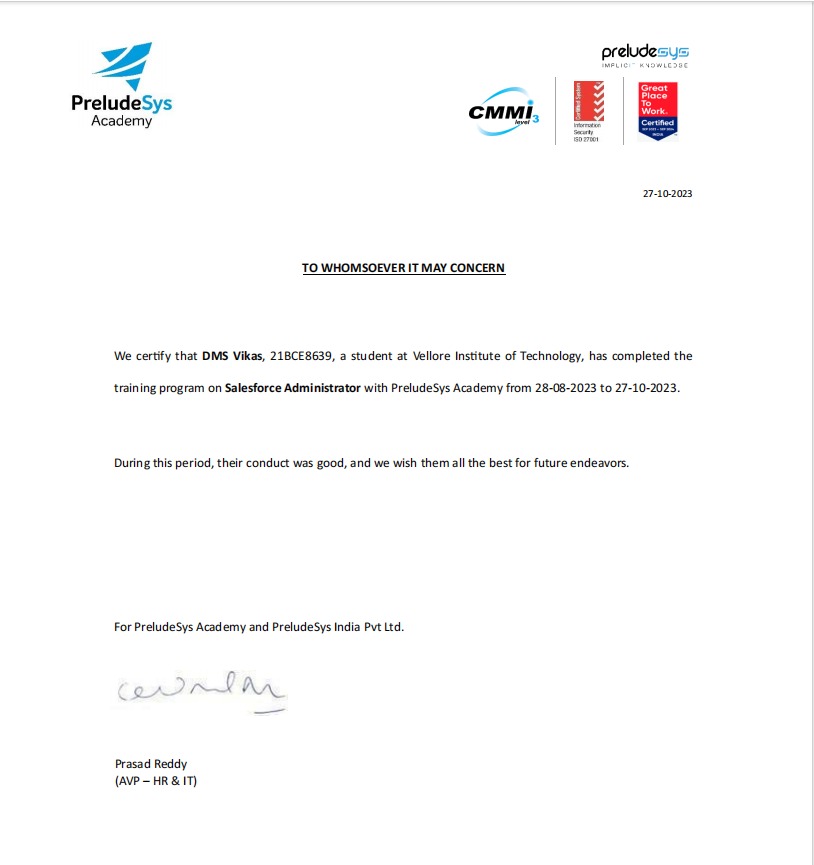 PreludeSys
Academy
preludesys
IMPLICIT KNOWLEDGE
CMMi
level 3
Certified System
Information
Security
ISO 27001
Great
Place
To
Work.
Certified
INDIA
27-10-2023
TO WHOMSOEVER IT MAY CONCERN
We certify that DMS Vikas, 21BCE8639, a student at Vellore Institute of Technology, has completed the
training program on Salesforce Administrator with PreludeSys Academy from 28-08-2023 to 27-10-2023.
During this period, their conduct was good, and we wish them all the best for future endeavors.
For PreludeSys Academy and PreludeSys India Pvt Ltd.
Prasad Reddy
(AVP – HR & IT)